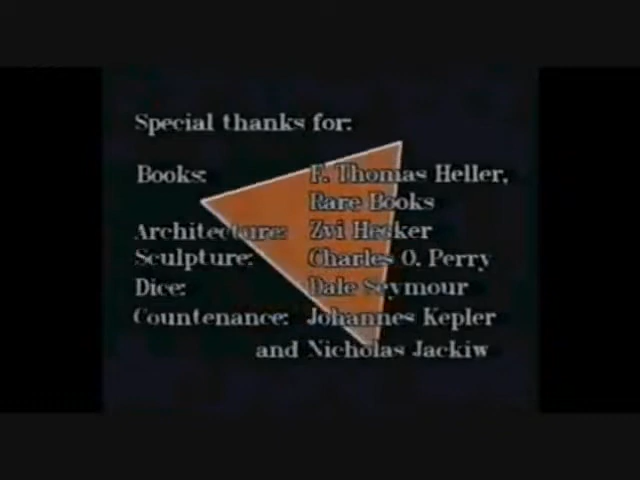 Special thanks for:
Books: F. Thomas Heller,
Rare Books
Architecture: Zvi Hecker
Sculpture: Charles O. Perry
Dice: Dale Seymour
Countenance: Johannes Kepler
and Nicholas Jackiw